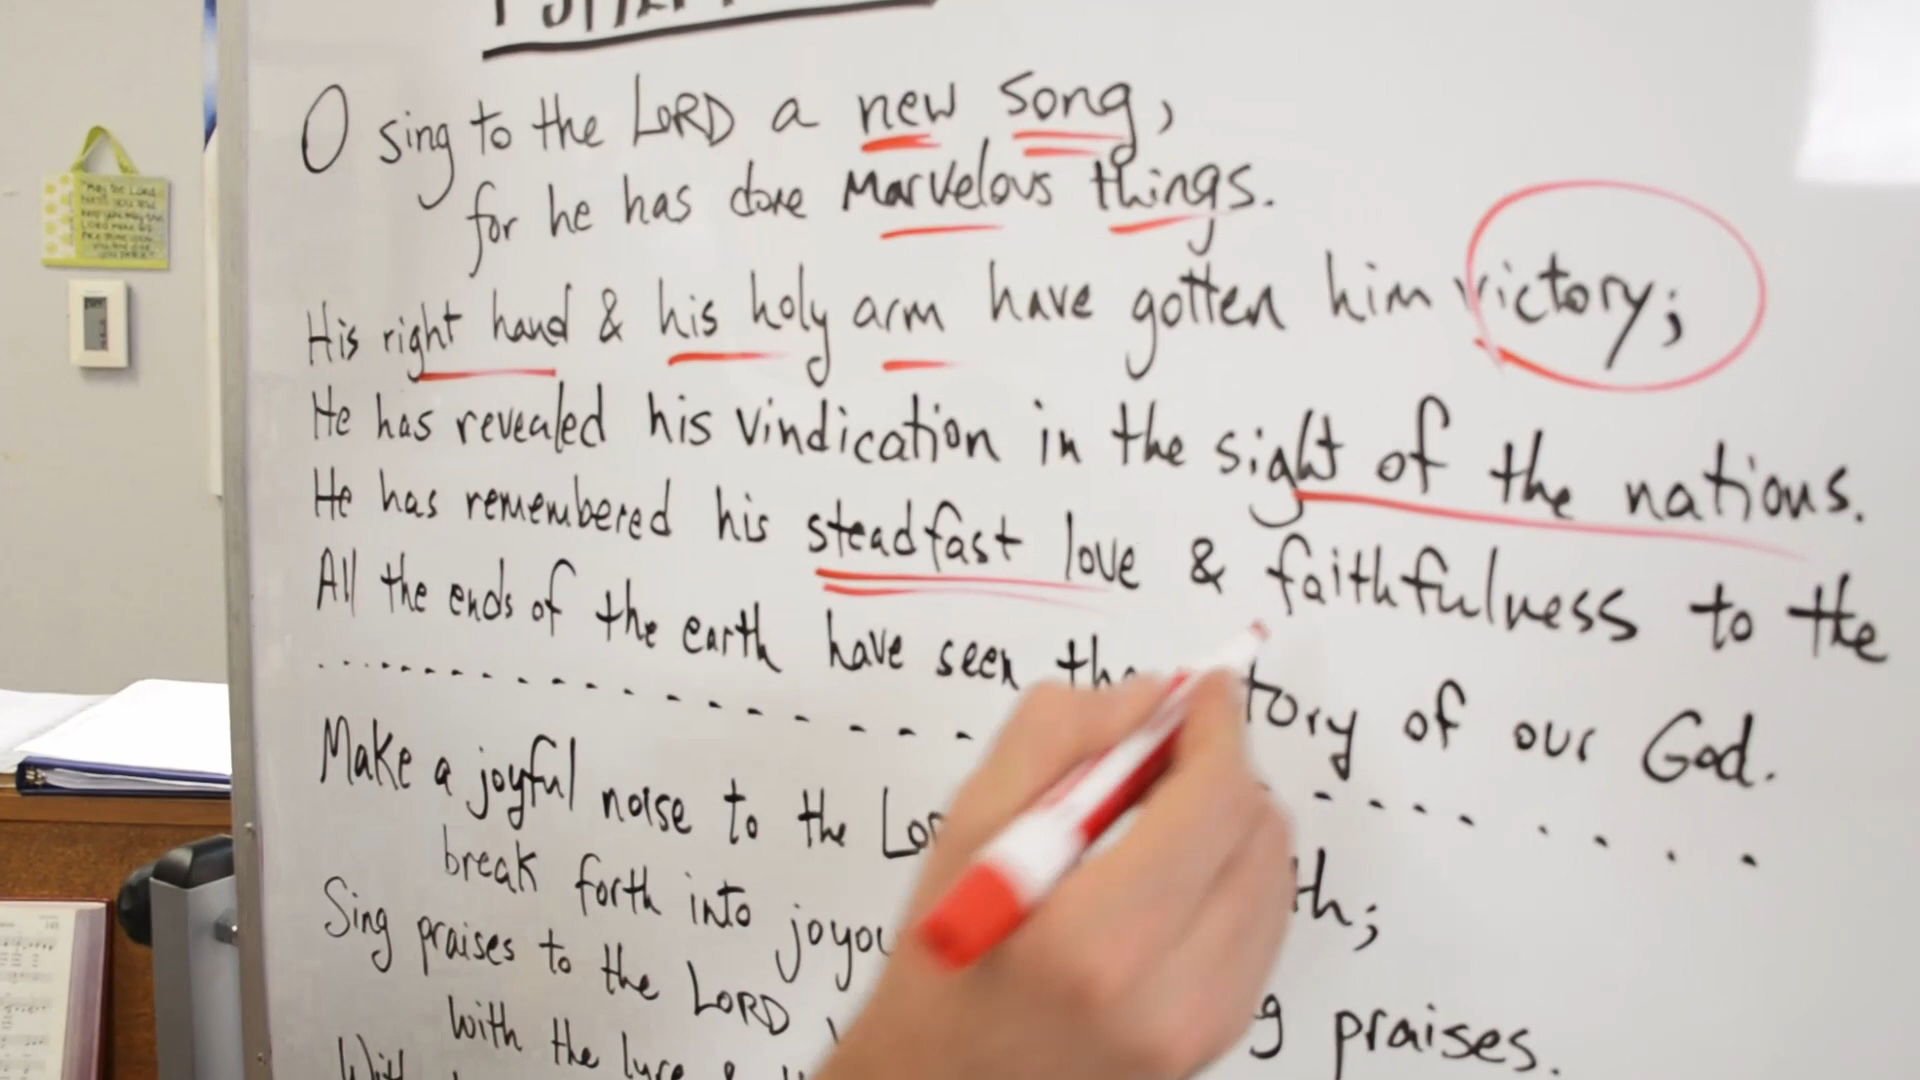 O sing to the LORD a new song,
for he has done marvelous things.
His right hand & his holy arm have gotten him victory;
He has revealed his vindication in the sight of the nations.
He has remembered his steadfast love & faithfulness to the
All the ends of the earth have seen the tory of our God.
Make a joyful noise to the Lor th;
break forth into joyou
Sing praises to the LORD g praises.
with the lyre &